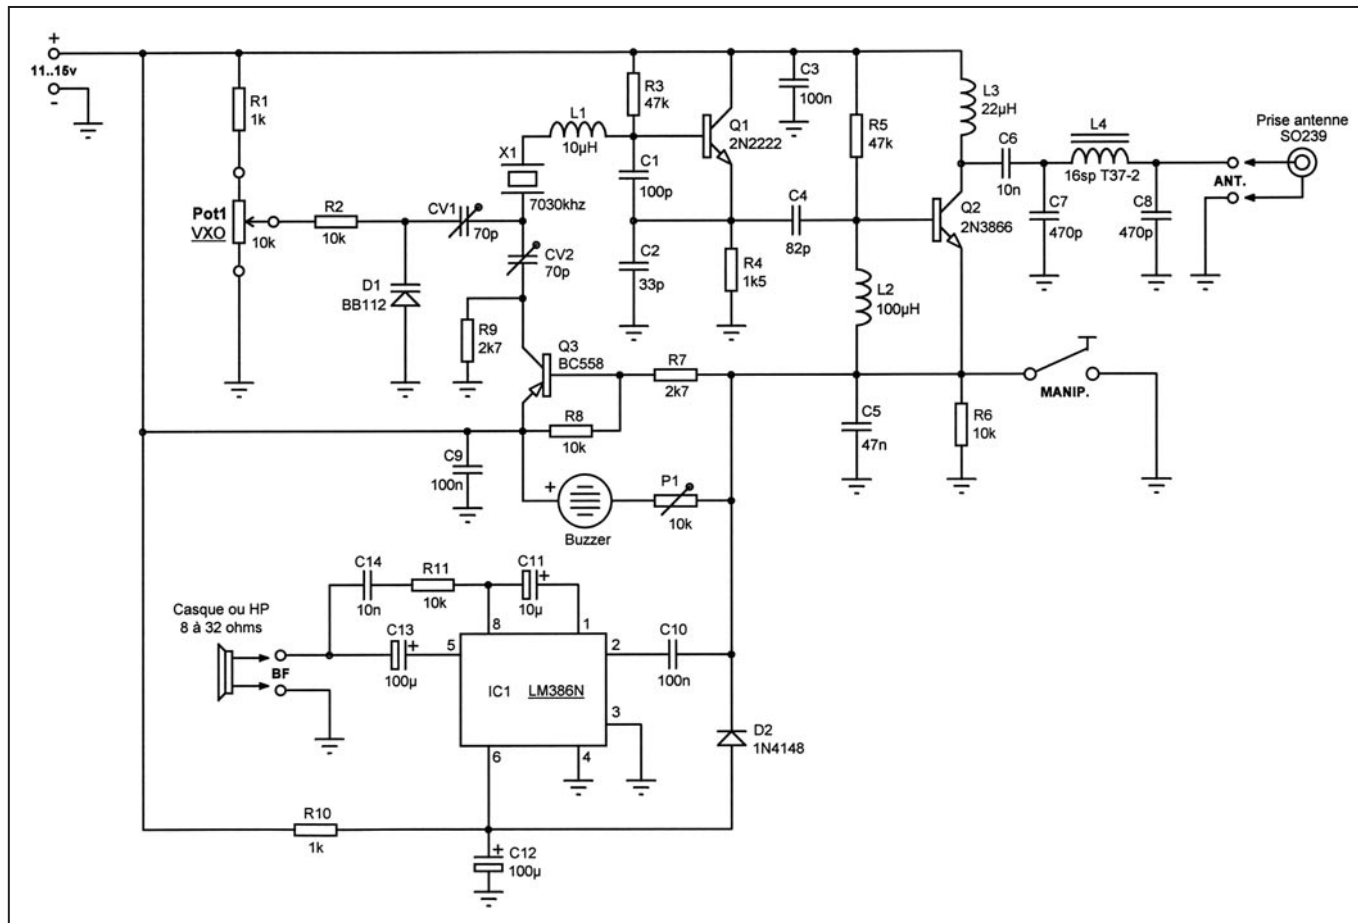 +
11..15v
-
R1
1k
Pot1
VXO
10k
R2
10k
D1
BB112
CV1
70p
X1
7030khz
L1
10µH
CV2
70p
R9
2k7
R3
47k
C1
100p
C2
33p
Q1
2N2222
R4
1k5
C3
100n
C4
82p
R5
47k
L2
100µH
L3
22µH
Q2
2N3866
C6
10n
C7
470p
L4
16sp T37-2
C8
470p
ANT.
Prise antenne
SO239
Q3
BC558
R7
2k7
R8
10k
C9
100n
+
Buzzer
P1
10k
C5
47n
R6
10k
MANIP.
Casque ou HP
8 à 32 ohms
BF
C14
10n
R11
10k
C11
+
10µ
C13
+
100µ
5
8
1
2
3
4
6
IC1
LM386N
C10
100n
D2
1N4148
R10
1k
+
C12
100µ